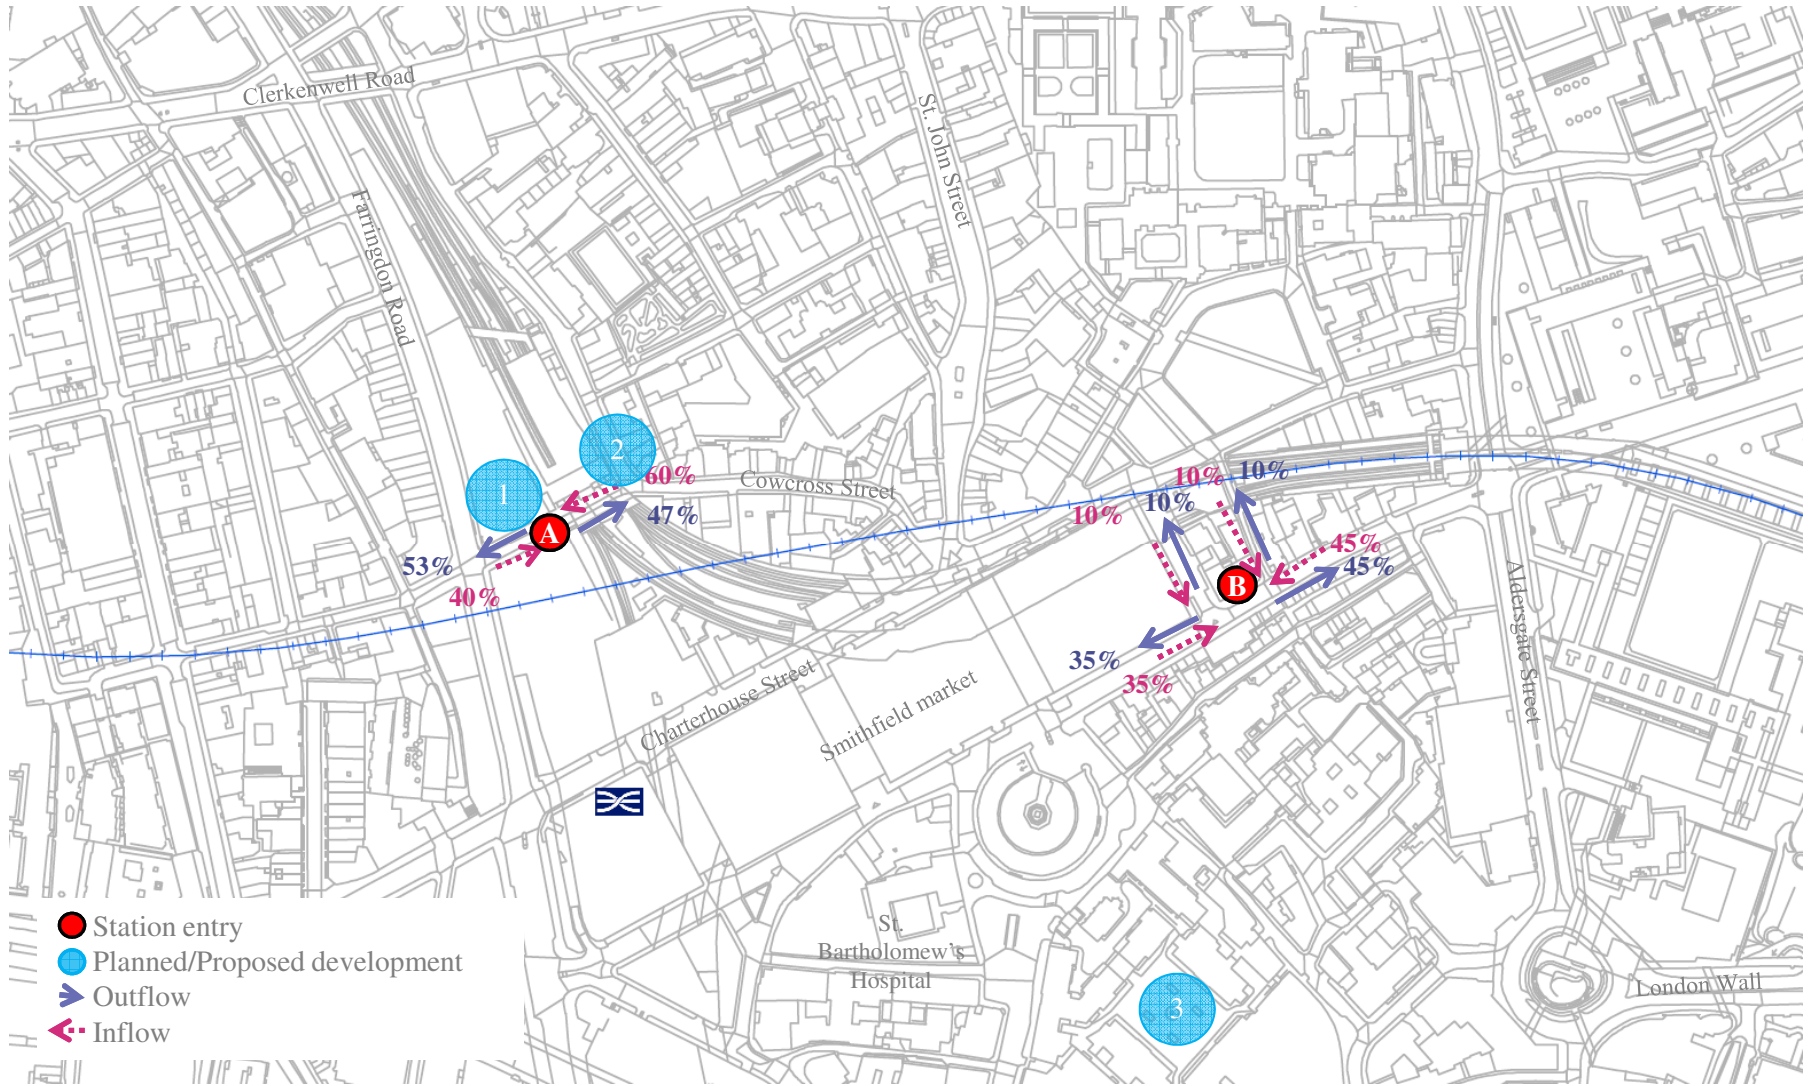 Clerkenwell Road
St. John Street
Farringdon Road
2
60%
1
Cowcross Street
47%
A
53%
40%
10%
10%
10%
10%
45%
45%
B
35%
35%
Aldersgate Street
Charterhouse Street
Smithfield market
St.
Bartholomew's
Hospital
3
London Wall
Station entry
Planned/Proposed development
Outflow
Inflow